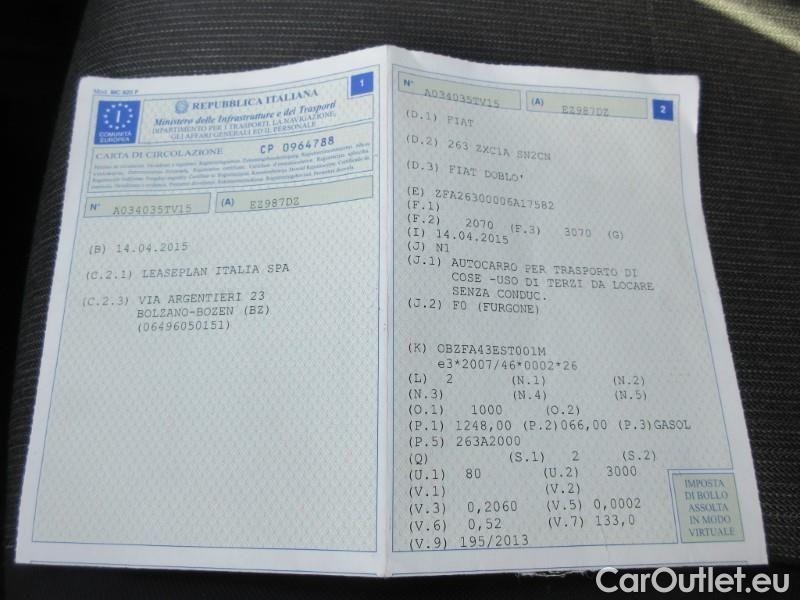 Mod. MC 820 F
1
I
COMUNITÀ
EUROPEA
REPUBBLICA ITALIANA
Ministero delle Infrastrutture e dei Trasporti
DIPARTIMENTO PER I TRASPORTI, LA NAVIGAZIONE,
GLI AFFARI GENERALI ED IL PERSONALE
CARTA DI CIRCOLAZIONE CP 0964788
N° A034035TV15 (A) EZ987DZ
(B) 14.04.2015
(C.2.1) LEASEPLAN ITALIA SPA
(C.2.3) VIA ARGENTIERI 23
BOLZANO-BOZEN (BZ)
(06496050151)
N° A034035TV15 (A) EZ987DZ 2
(D.1) FIAT
(D.2) 263 ZXC1A SN2CN
(D.3) FIAT DOBLO'
(E) ZFA26300006A17582
(F.1)
(F.2) 2070 (F.3) 3070 (G)
(I) 14.04.2015
(J) N1
(J.1) AUTOCARRO PER TRASPORTO DI
COSE -USO DI TERZI DA LOCARE
SENZA CONDUC.
(J.2) F0 (FURGONE)
(K) OBZFA43EST001M
e3*2007/46*0002*26
(L) 2 (N.1) (N.2)
(N.3) (N.4) (N.5)
(O.1) 1000 (O.2)
(P.1) 1248,00 (P.2)066,00 (P.3)GASOL
(P.5) 263A2000
(Q) (S.1) 2 (S.2)
(U.1) 80 (U.2) 3000
(V.1) (V.2)
(V.3) 0,2060 (V.5) 0,0002
(V.6) 0,52 (V.7) 133,0
(V.9) 195/2013
IMPOSTA
DI BOLLO
ASSOLTA
IN MODO
VIRTUALE
CarOutlet.eu